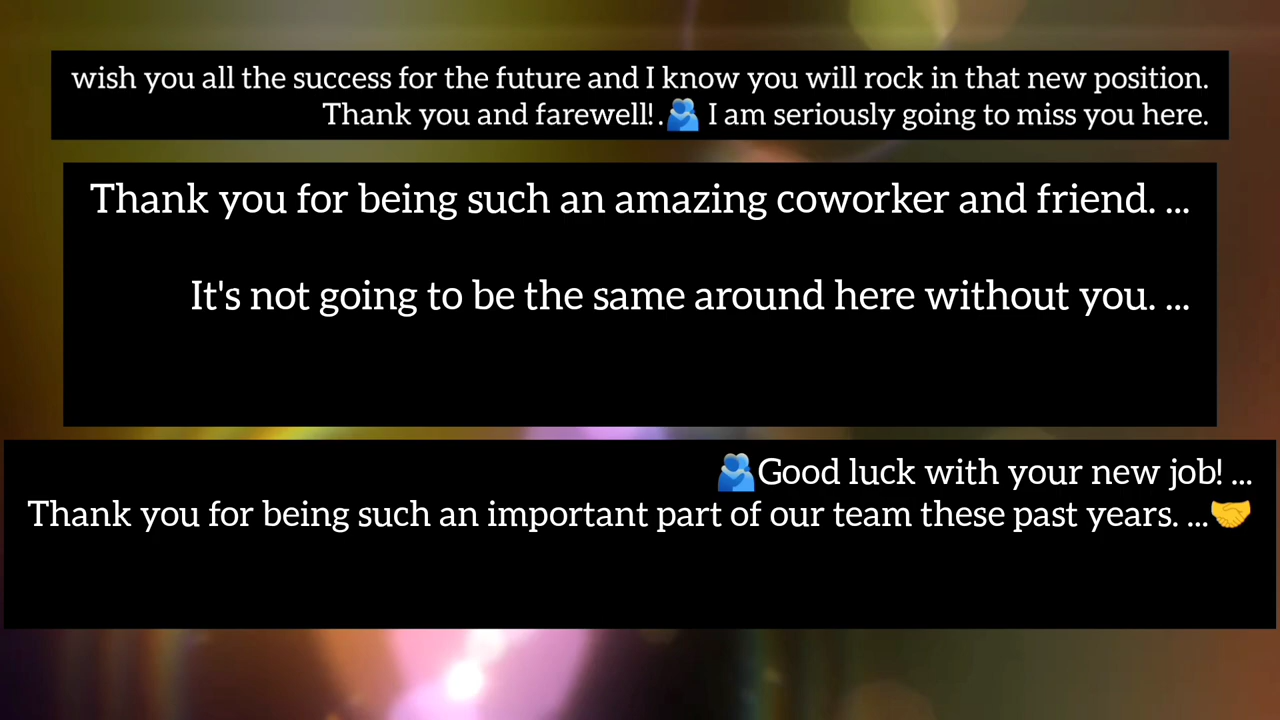 wish you all the success for the future and I know you will rock in that new position.
Thank you and farewell! .🫂 I am seriously going to miss you here.
Thank you for being such an amazing coworker and friend. ...
It's not going to be the same around here without you. ...
🫂Good luck with your new job! ...
Thank you for being such an important part of our team these past years. ...🤝